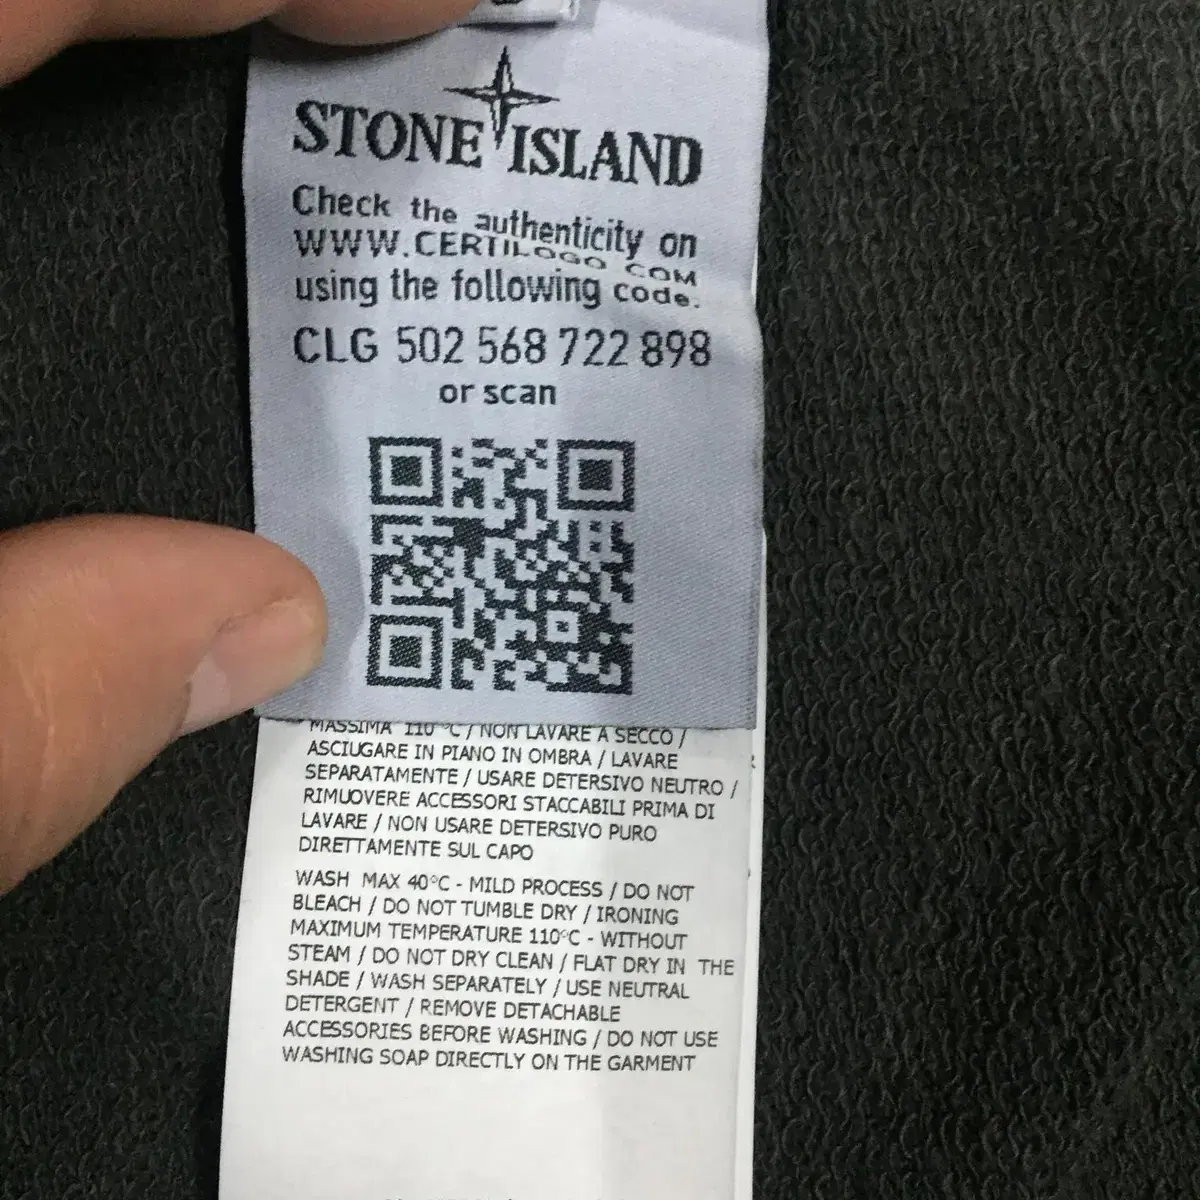 STONE ISLAND
Check the authenticity on
WWW.CERTILOGO.COM
using the following code.
CLG 502 568 722 898
or scan
MASSIMA 110°C / NON LAVARE A SECCO /
ASCIUGARE IN PIANO IN OMBRA / LAVARE
SEPARATAMENTE / USARE DETERSIVO NEUTRO /
RIMUOVERE ACCESSORI STACCABILI PRIMA DI
LAVARE / NON USARE DETERSIVO PURO
DIRETTAMENTE SUL CAPO
WASH MAX 40°C - MILD PROCESS / DO NOT
BLEACH / DO NOT TUMBLE DRY / IRONING
MAXIMUM TEMPERATURE 110°C - WITHOUT
STEAM / DO NOT DRY CLEAN / FLAT DRY IN THE
SHADE / WASH SEPARATELY / USE NEUTRAL
DETERGENT / REMOVE DETACHABLE
ACCESSORIES BEFORE WASHING / DO NOT USE
WASHING SOAP DIRECTLY ON THE GARMENT